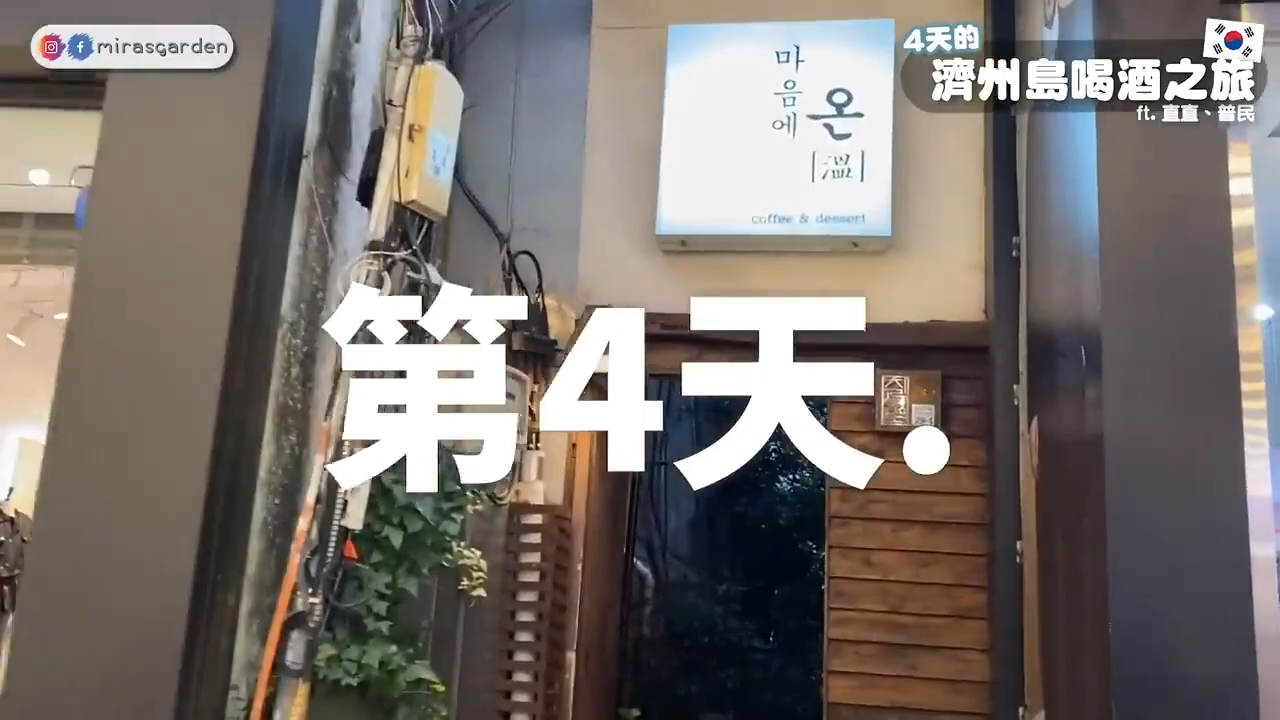 mirasgarden
4天的
濟州島喝酒之旅
ft. 直直、普民
마음에
온
[溫]
coffee & dessert
第4天.